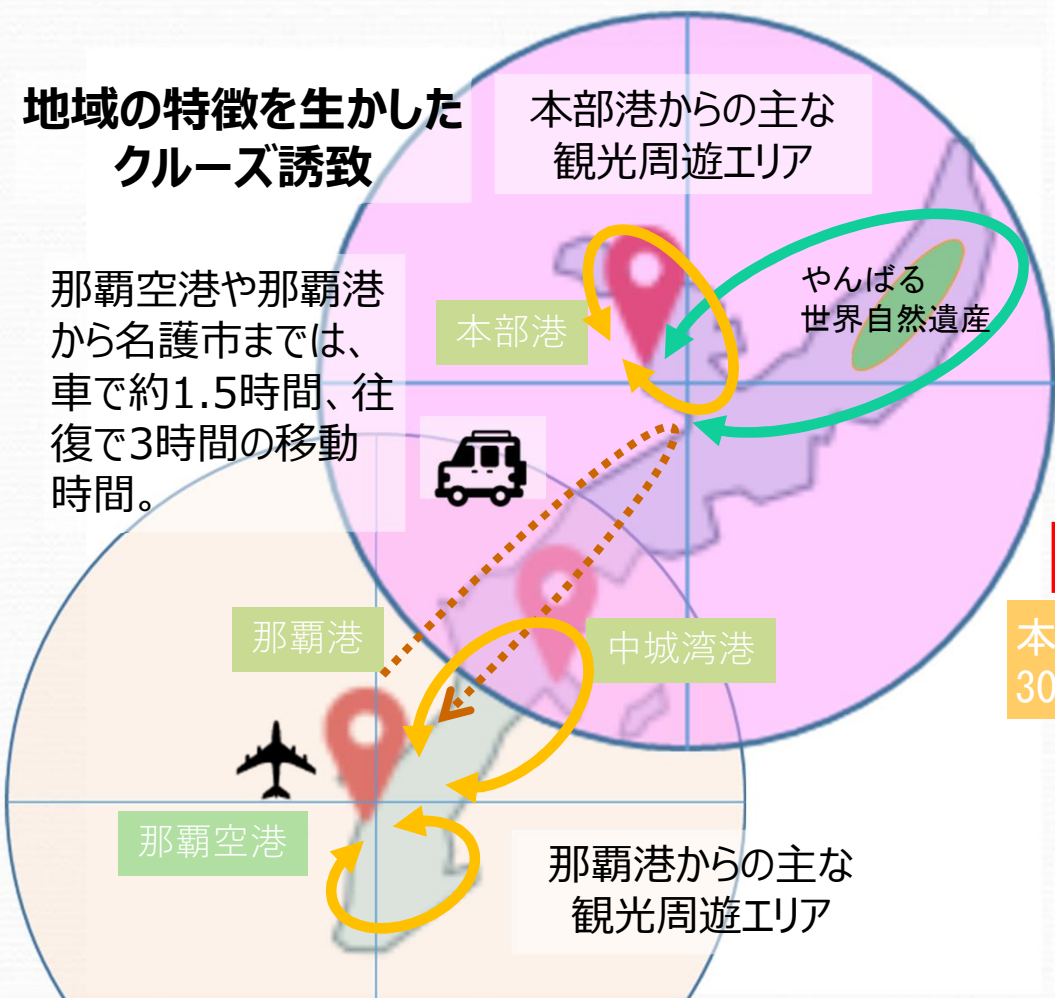 地域の特徴を生かした
クルーズ誘致
本部港からの主な
観光周遊エリア
那覇空港や那覇港
から名護市までは、
車で約1.5時間、往
復で3時間の移動
時間。
やんばる
世界自然遺産
本部港
那覇港
中城湾港
本
30
那覇空港
那覇港からの主な
観光周遊エリア